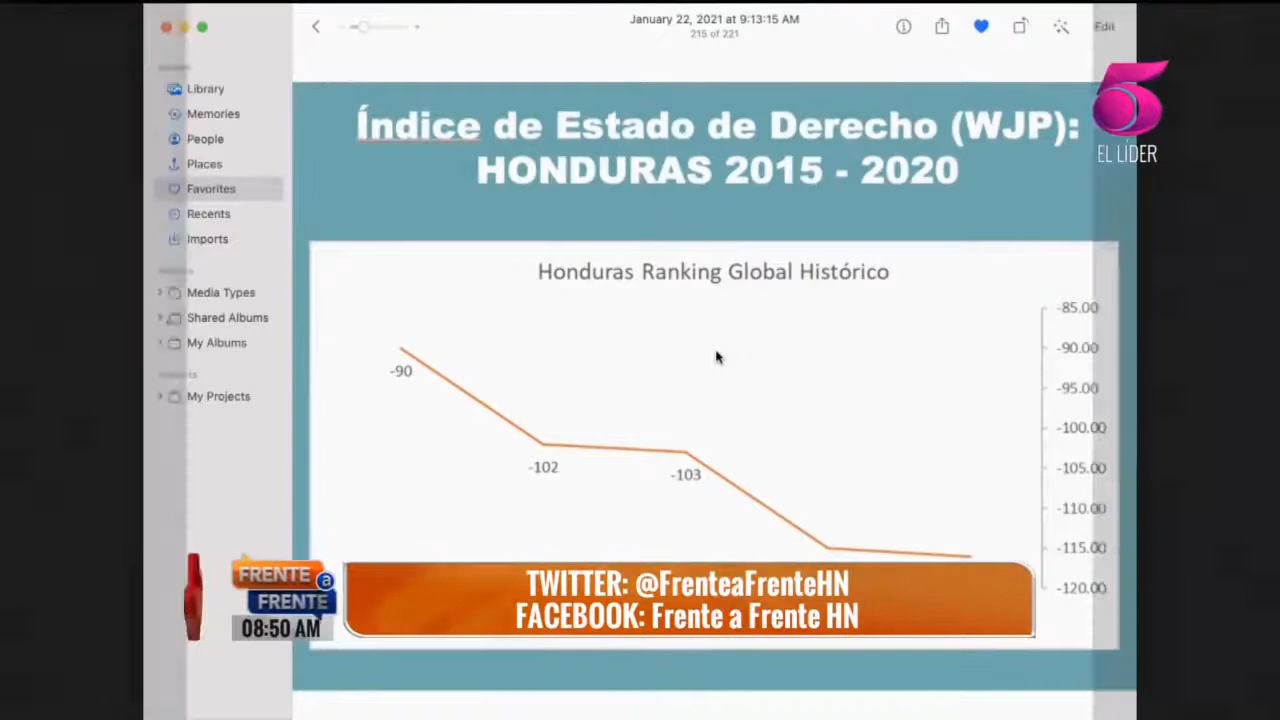 January 22, 2021 at 9:13:15 AM
215 of 221
Edit
Library
Memories
People
Places
Favorites
Recents
Imports
Media Types
Shared Albums
My Albums
My Projects
5
EL LÍDER
Índice de Estado de Derecho (WJP):
HONDURAS 2015 - 2020
Honduras Ranking Global Histórico
-90
-102
-103
-85.00
-90.00
-95.00
-100.00
-105.00
-110.00
-115.00
-120.00
FRENTE a
FRENTE
08:50 AM
TWITTER: @FrenteaFrenteHN
FACEBOOK: Frente a Frente HN